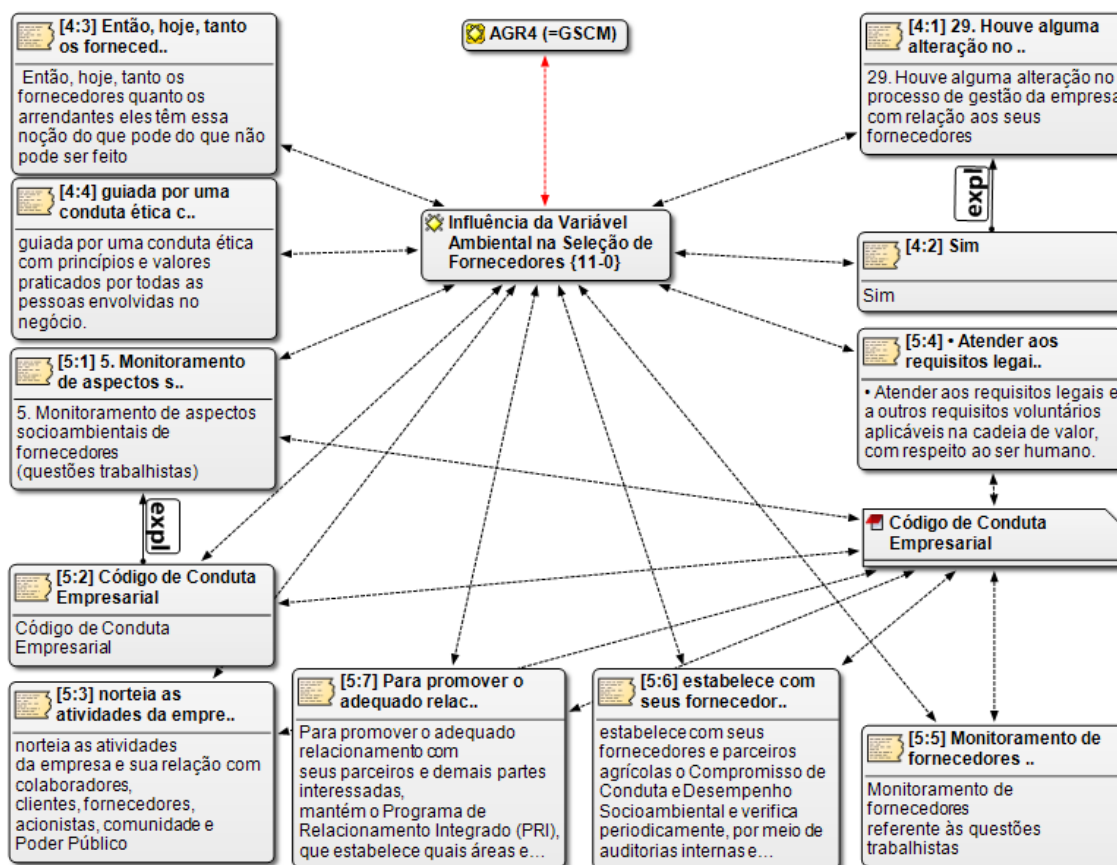 [4:3] Então, hoje, tanto
os forneced..
Então, hoje, tanto os
fornecedores quanto os
arrendantes eles têm essa
noção do que pode do que não
pode ser feito
AGR4 (=GSCM)
[4:1] 29. Houve alguma
alteração no ..
29. Houve alguma alteração no
processo de gestão da empresa
com relação aos seus
fornecedores
[4:4] guiada por uma
conduta ética c..
guiada por uma conduta ética
com princípios e valores
praticados por todas as
pessoas envolvidas no
negócio.
Influência da Variável
Ambiental na Seleção de
Fornecedores {11-0}
expl
[4:2] Sim
Sim
[5:1] 5. Monitoramento
de aspectos s..
5. Monitoramento de aspectos
socioambientais de
fornecedores
(questões trabalhistas)
[5:4] • Atender aos
requisitos legai..
• Atender aos requisitos legais e
a outros requisitos voluntários
aplicáveis na cadeia de valor,
com respeito ao ser humano.
expl
Código de Conduta
Empresarial
[5:2] Código de Conduta
Empresarial
Código de Conduta
Empresarial
[5:3] norteia as
atividades da empre..
norteia as atividades
da empresa e sua relação com
colaboradores,
clientes, fornecedores,
acionistas, comunidade e
Poder Público
[5:7] Para promover o
adequado relac..
Para promover o adequado
relacionamento com
seus parceiros e demais partes
interessadas,
mantém o Programa de
Relacionamento Integrado (PRI),
que estabelece quais áreas e...
[5:6] estabelece com
seus fornecedor..
estabelece com seus
fornecedores e parceiros
agrícolas o Compromisso de
Conduta e Desempenho
Socioambiental e verifica
periodicamente, por meio de
auditorias internas e...
[5:5] Monitoramento de
fornecedores ..
Monitoramento de
fornecedores
referente às questões
trabalhistas